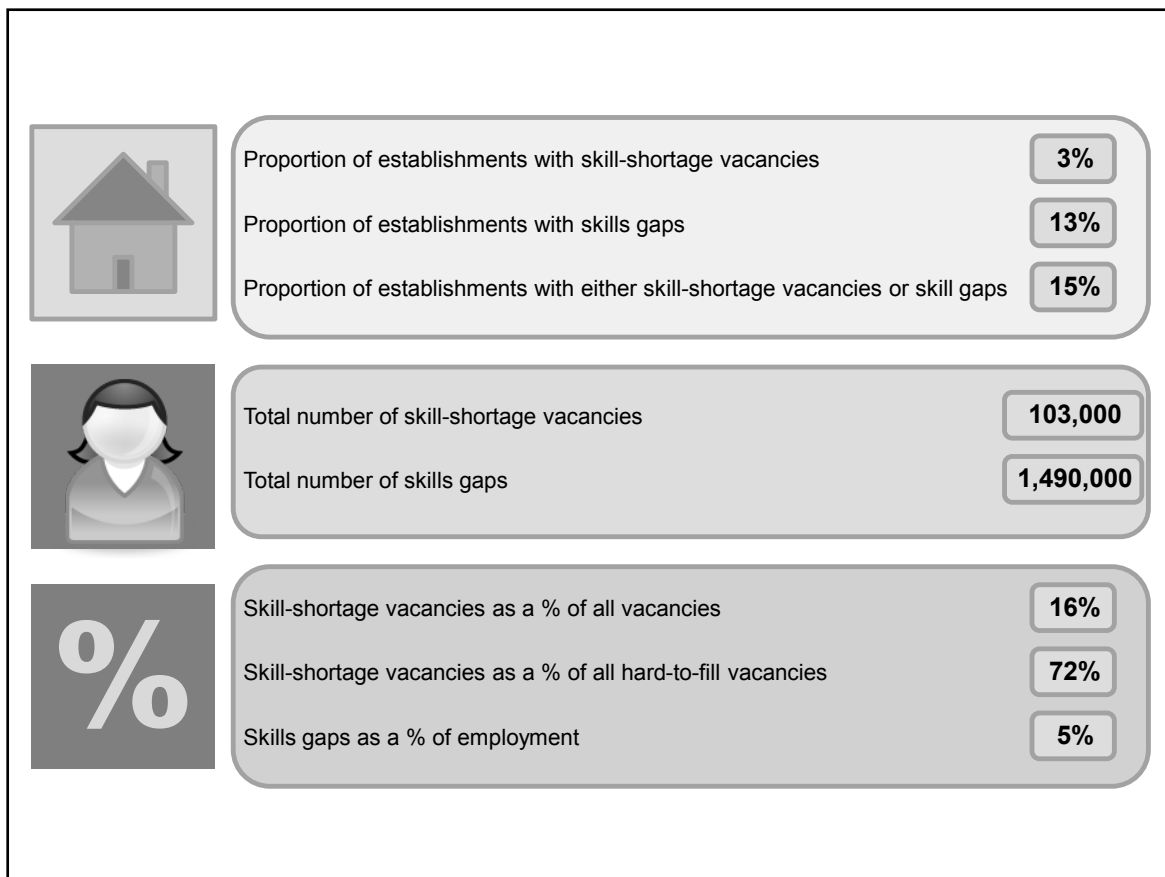 Proportion of establishments with skill-shortage vacancies 3%
Proportion of establishments with skills gaps 13%
Proportion of establishments with either skill-shortage vacancies or skill gaps 15%
Total number of skill-shortage vacancies 103,000
Total number of skills gaps 1,490,000
%
Skill-shortage vacancies as a % of all vacancies 16%
Skill-shortage vacancies as a % of all hard-to-fill vacancies 72%
Skills gaps as a % of employment 5%